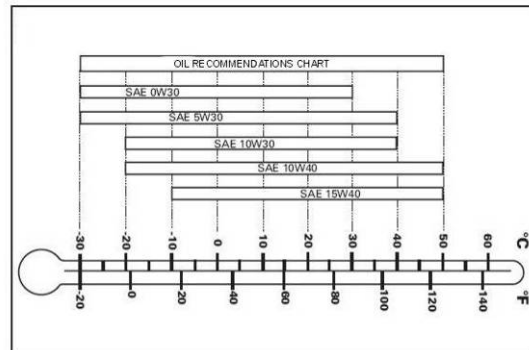 OIL RECOMMENDATIONS CHART
SAE 0W30
SAE 5W30
SAE 10W30
SAE 10W40
SAE 15W40
-30 -20 -10 0 10 20 30 40 50 60 °C
-20 0 20 40 60 80 100 120 140 °F